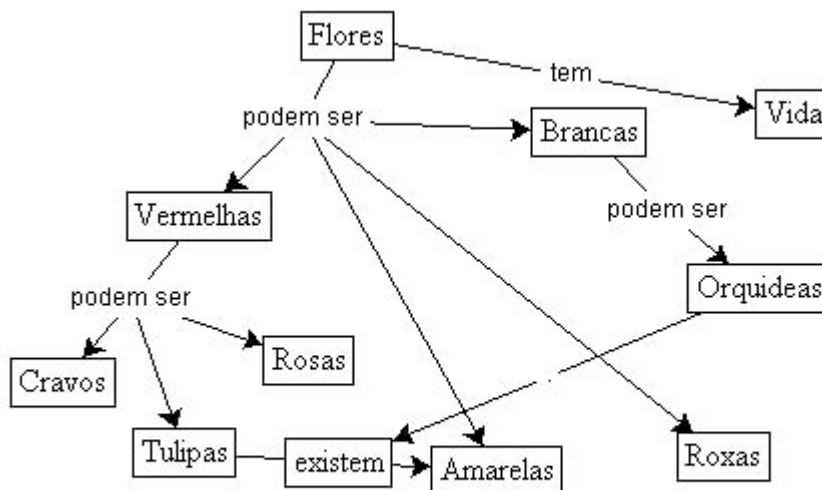 Flores
tem
Vida
podem ser
Brancas
Vermelhas
podem ser
Orquideas
podem ser
Rosas
Cravos
Tulipas
existem
Amarelas
Roxas